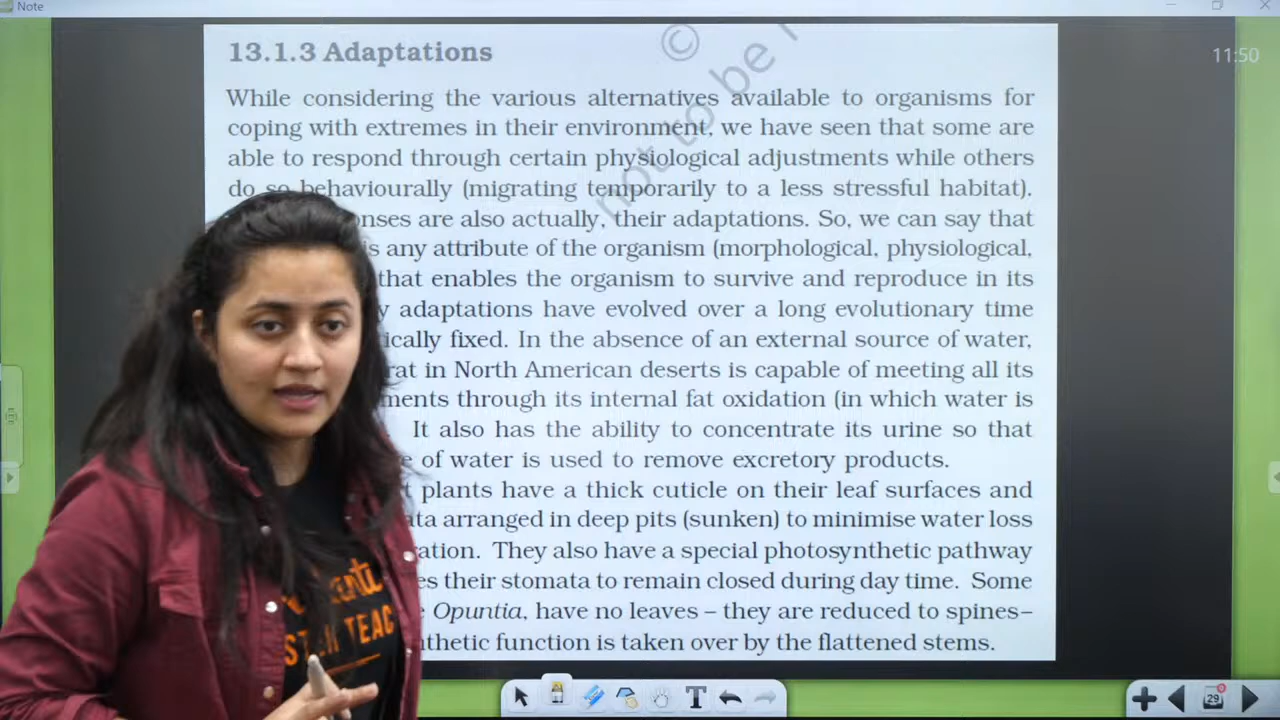 Note
11:50
©
not to be r
13.1.3 Adaptations
While considering the various alternatives available to organisms for
coping with extremes in their environment, we have seen that some are
able to respond through certain physiological adjustments while others
do so behaviourally (migrating temporarily to a less stressful habitat).
onses are also actually, their adaptations. So, we can say that
is any attribute of the organism (morphological, physiological,
that enables the organism to survive and reproduce in its
y adaptations have evolved over a long evolutionary time
ically fixed. In the absence of an external source of water,
rat in North American deserts is capable of meeting all its
ments through its internal fat oxidation (in which water is
It also has the ability to concentrate its urine so that
e of water is used to remove excretory products.
t plants have a thick cuticle on their leaf surfaces and
ata arranged in deep pits (sunken) to minimise water loss
ation. They also have a special photosynthetic pathway
es their stomata to remain closed during day time. Some
e Opuntia, have no leaves – they are reduced to spines–
nthetic function is taken over by the flattened stems.
TEAC
T
29